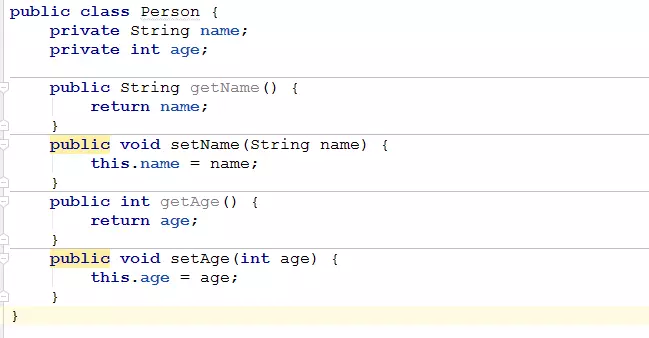 public class Person {
    private String name;
    private int age;

    public String getName() {
        return name;
    }
    public void setName(String name) {
        this.name = name;
    }
    public int getAge() {
        return age;
    }
    public void setAge(int age) {
        this.age = age;
    }
}